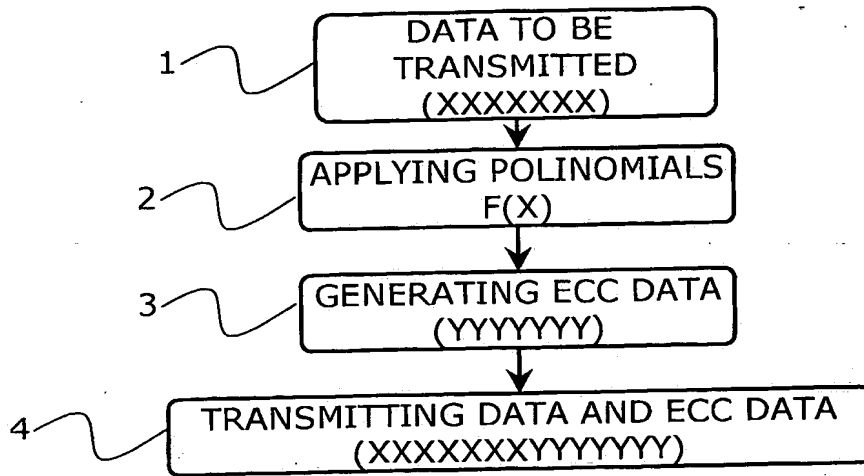 1
DATA TO BE
TRANSMITTED
(XXXXXXX)
2
APPLYING POLINOMIALS
F(X)
3
GENERATING ECC DATA
(YYYYYYY)
4
TRANSMITTING DATA AND ECC DATA
(XXXXXXXYYYYYYY)